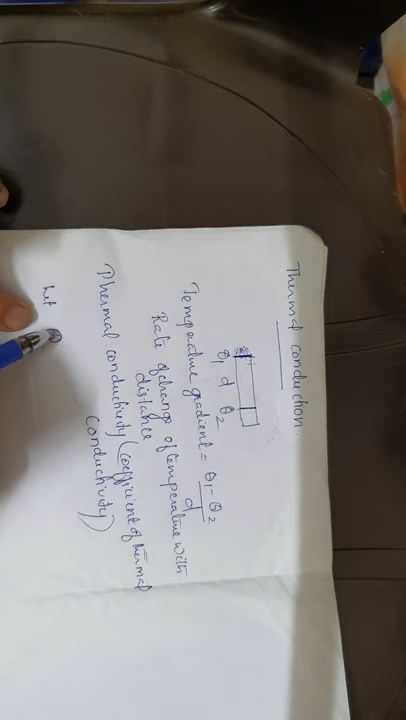 Thermal conduction.
θ₁ d θ₂
Temperature gradient = θ₁ - θ₂ / d
Rate of change of temperature with
distance
Thermal conductivity (coefficient of thermal
conductivity)
Let θ